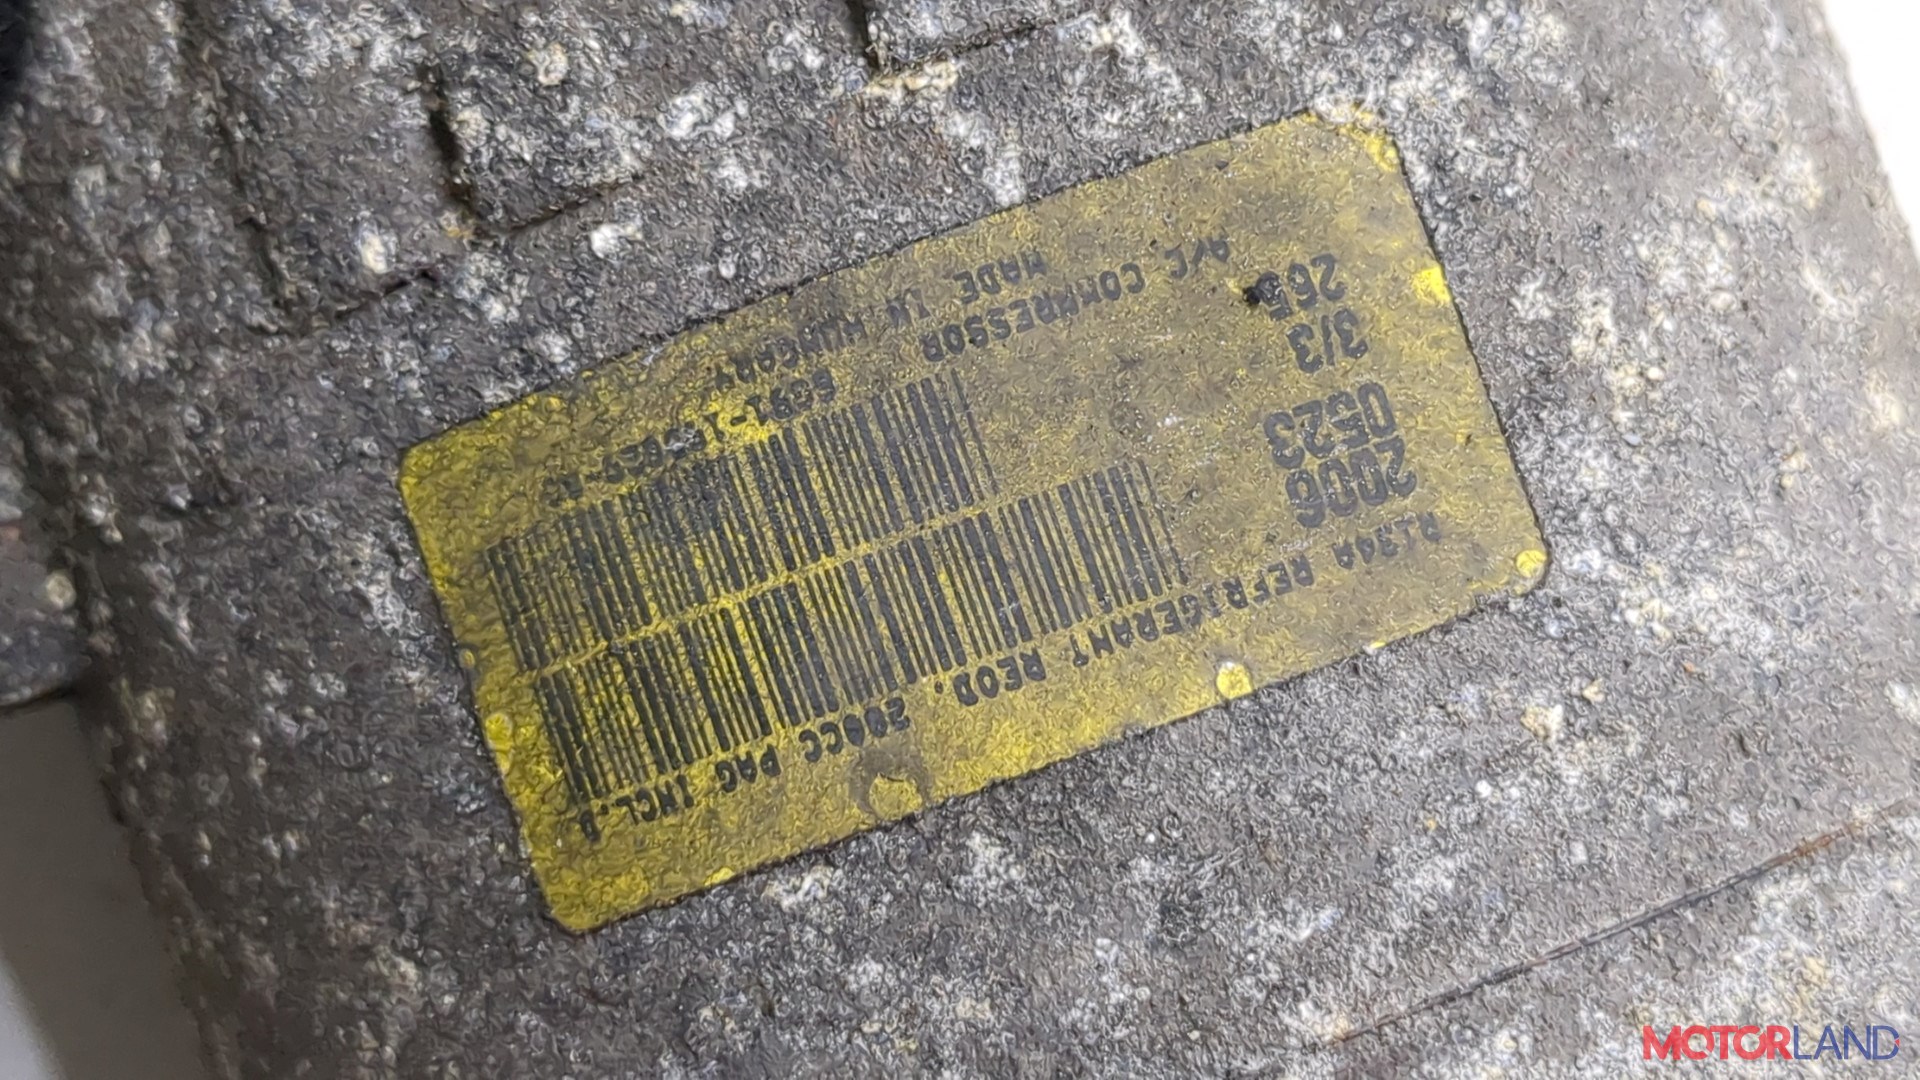 R134A REFRIGERANT REQD. 200CC PAG INCL.D
2006
0523
3/3
265
A/C COMPRESSOR
MADE IN HUNGARY
MOTORLAND